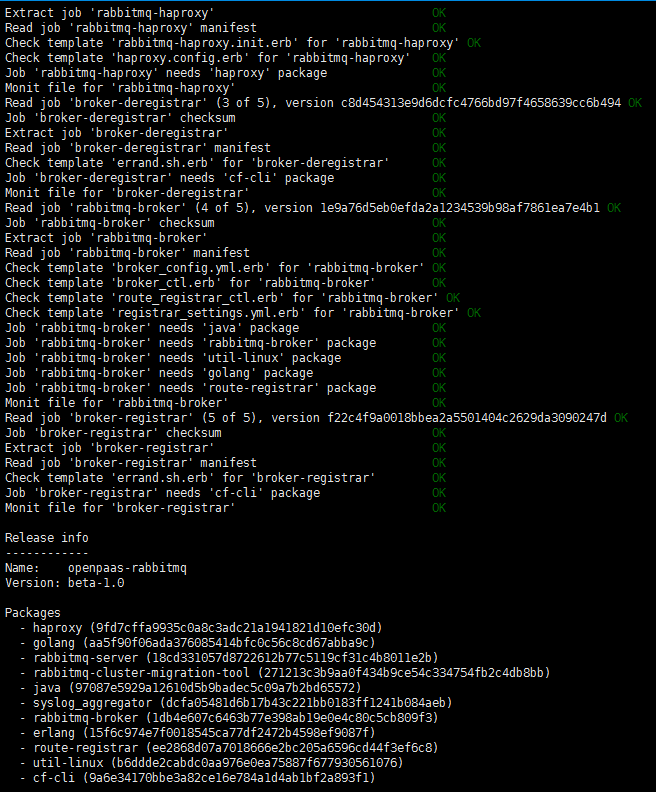 Extract job 'rabbitmq-haproxy' OK
Read job 'rabbitmq-haproxy' manifest OK
Check template 'rabbitmq-haproxy.init.erb' for 'rabbitmq-haproxy' OK
Check template 'haproxy.config.erb' for 'rabbitmq-haproxy' OK
Job 'rabbitmq-haproxy' needs 'haproxy' package OK
Monit file for 'rabbitmq-haproxy' OK
Read job 'broker-deregistrar' (3 of 5), version c8d454313e9d6dcfc4766bd97f4658639cc6b494 OK
Job 'broker-deregistrar' checksum OK
Extract job 'broker-deregistrar' OK
Read job 'broker-deregistrar' manifest OK
Check template 'errand.sh.erb' for 'broker-deregistrar' OK
Job 'broker-deregistrar' needs 'cf-cli' package OK
Monit file for 'broker-deregistrar' OK
Read job 'rabbitmq-broker' (4 of 5), version 1e9a76d5eb0efda2a1234539b98af7861ea7e4b1 OK
Job 'rabbitmq-broker' checksum OK
Extract job 'rabbitmq-broker' OK
Read job 'rabbitmq-broker' manifest OK
Check template 'broker_config.yml.erb' for 'rabbitmq-broker' OK
Check template 'broker_ctl.erb' for 'rabbitmq-broker' OK
Check template 'route_registrar_ctl.erb' for 'rabbitmq-broker' OK
Check template 'registrar_settings.yml.erb' for 'rabbitmq-broker' OK
Job 'rabbitmq-broker' needs 'java' package OK
Job 'rabbitmq-broker' needs 'rabbitmq-broker' package OK
Job 'rabbitmq-broker' needs 'util-linux' package OK
Job 'rabbitmq-broker' needs 'golang' package OK
Job 'rabbitmq-broker' needs 'route-registrar' package OK
Monit file for 'rabbitmq-broker' OK
Read job 'broker-registrar' (5 of 5), version f22c4f9a0018bbea2a5501404c2629da3090247d OK
Job 'broker-registrar' checksum OK
Extract job 'broker-registrar' OK
Read job 'broker-registrar' manifest OK
Check template 'errand.sh.erb' for 'broker-registrar' OK
Job 'broker-registrar' needs 'cf-cli' package OK
Monit file for 'broker-registrar' OK
Release info
------------
Name: openpaas-rabbitmq
Version: beta-1.0
Packages
- haproxy (9fd7cffa9935c0a8c3adc21a1941821d10efc30d)
- golang (aa5f90f06ada376085414bfc0c56c8cd67abba9c)
- rabbitmq-server (18cd331057d8722612b77c5119cf31c4b8011e2b)
- rabbitmq-cluster-migration-tool (271213c3b9aa0f434b9ce54c334754fb2c4db8bb)
- java (97087e5929a12610d5b9badec5c09a7b2bd65572)
- syslog_aggregator (dcfa05481d6b17b43c221bb0183ff1241b084aeb)
- rabbitmq-broker (1db4e607c6463b77e398ab19e0e4c80c5cb809f3)
- erlang (15f6c974e7f0018545ca77df2472b4598ef9087f)
- route-registrar (ee2868d07a7018666e2bc205a6596cd44f3ef6c8)
- util-linux (b6ddde2cabdc0aa976e0ea75887f677930561076)
- cf-cli (9a6e34170bbe3a82ce16e784a1d4ab1bf2a893f1)